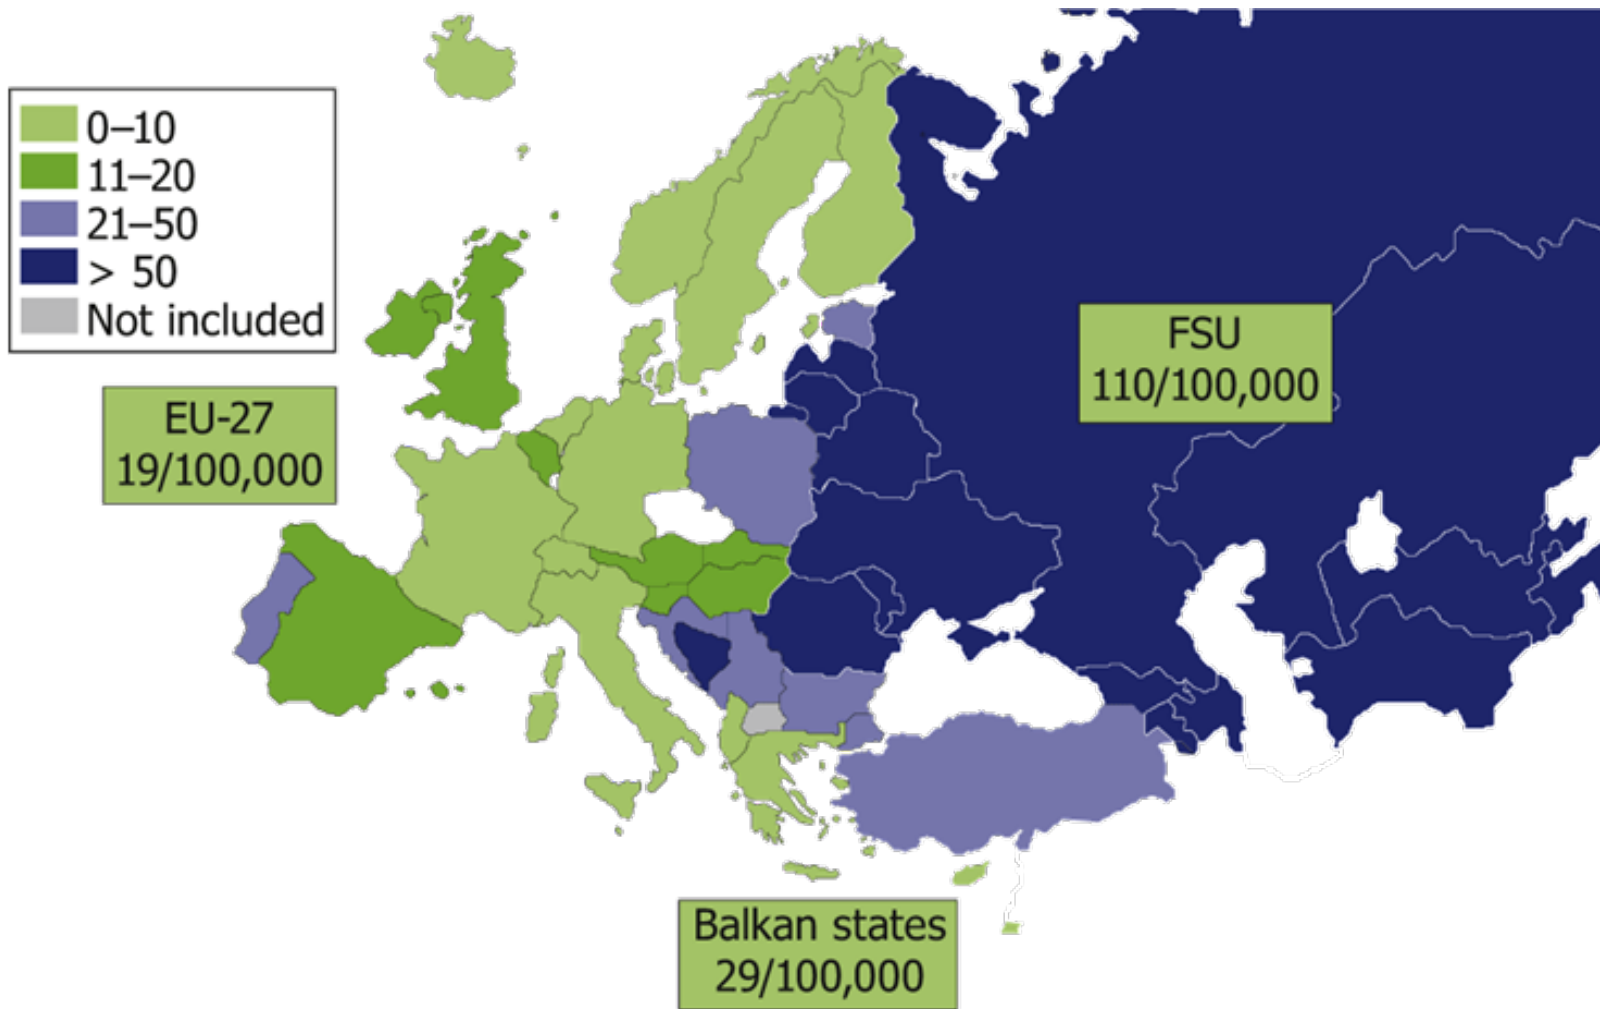 0–10
11–20
21–50
> 50
Not included
EU-27
19/100,000
FSU
110/100,000
Balkan states
29/100,000